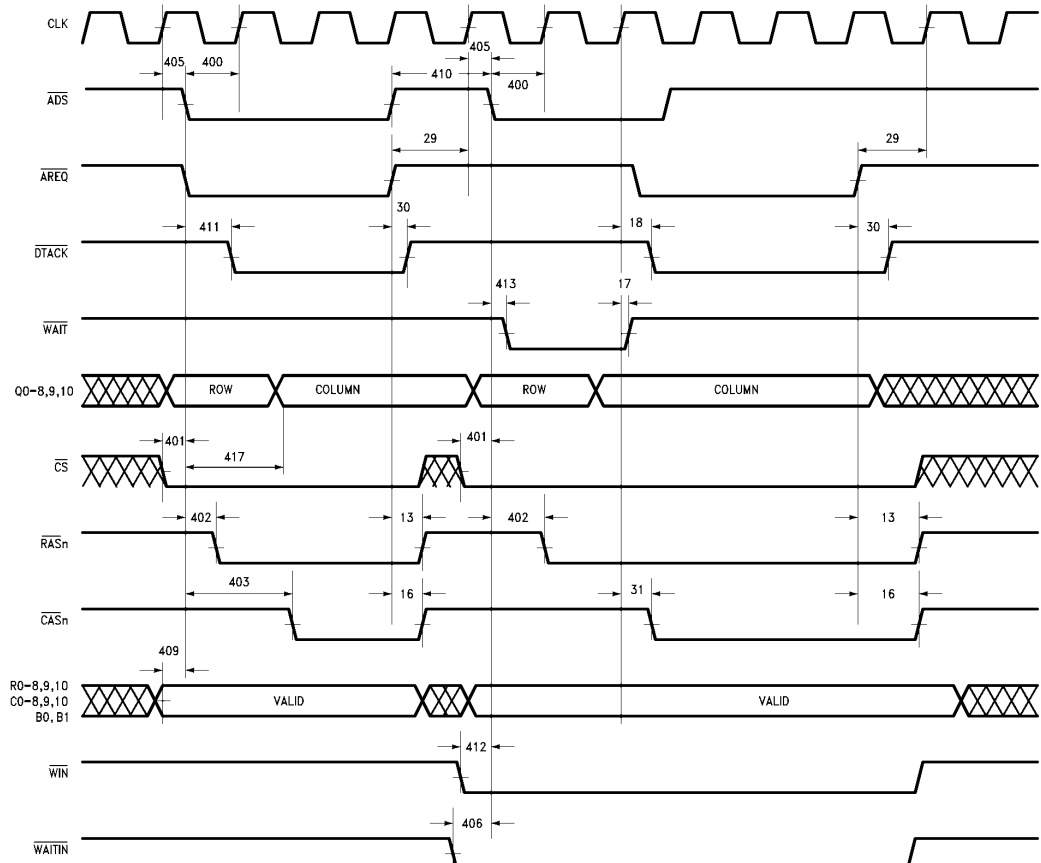 CLK
405
405 400
410
400
ADS
29
29
AREQ
30
411
18
30
DTACK
413
17
WAIT
Q0-8,9,10 ROW COLUMN ROW COLUMN
401
401
CS
417
402
13
402
13
RASn
403
16
31
16
CASn
409
R0-8,9,10
C0-8,9,10
B0,B1
VALID VALID
412
WIN
406
WAITIN